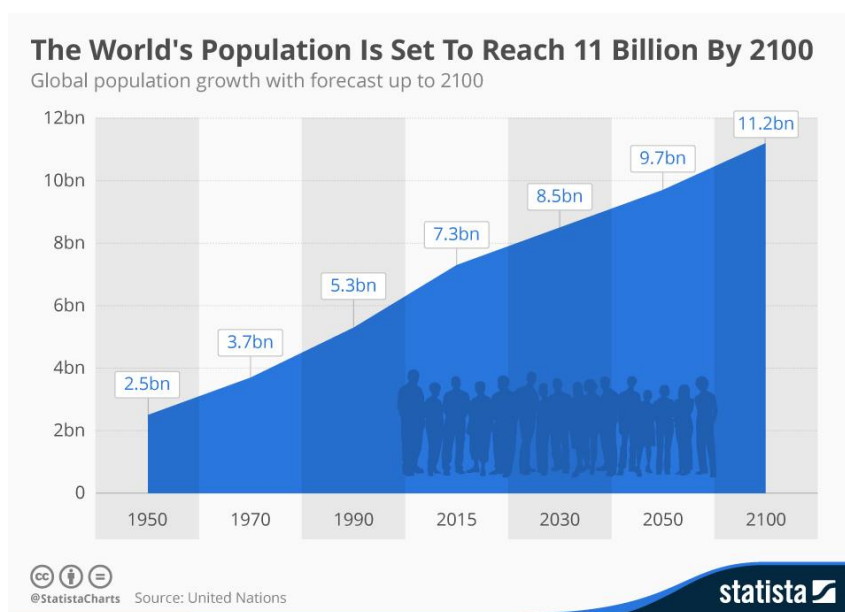 The World's Population Is Set To Reach 11 Billion By 2100
Global population growth with forecast up to 2100
12bn
10bn
8bn
6bn
4bn
2bn
0
2.5bn
3.7bn
5.3bn
7.3bn
8.5bn
9.7bn
11.2bn
1950 1970 1990 2015 2030 2050 2100
cc
@StatistaCharts Source: United Nations
statista